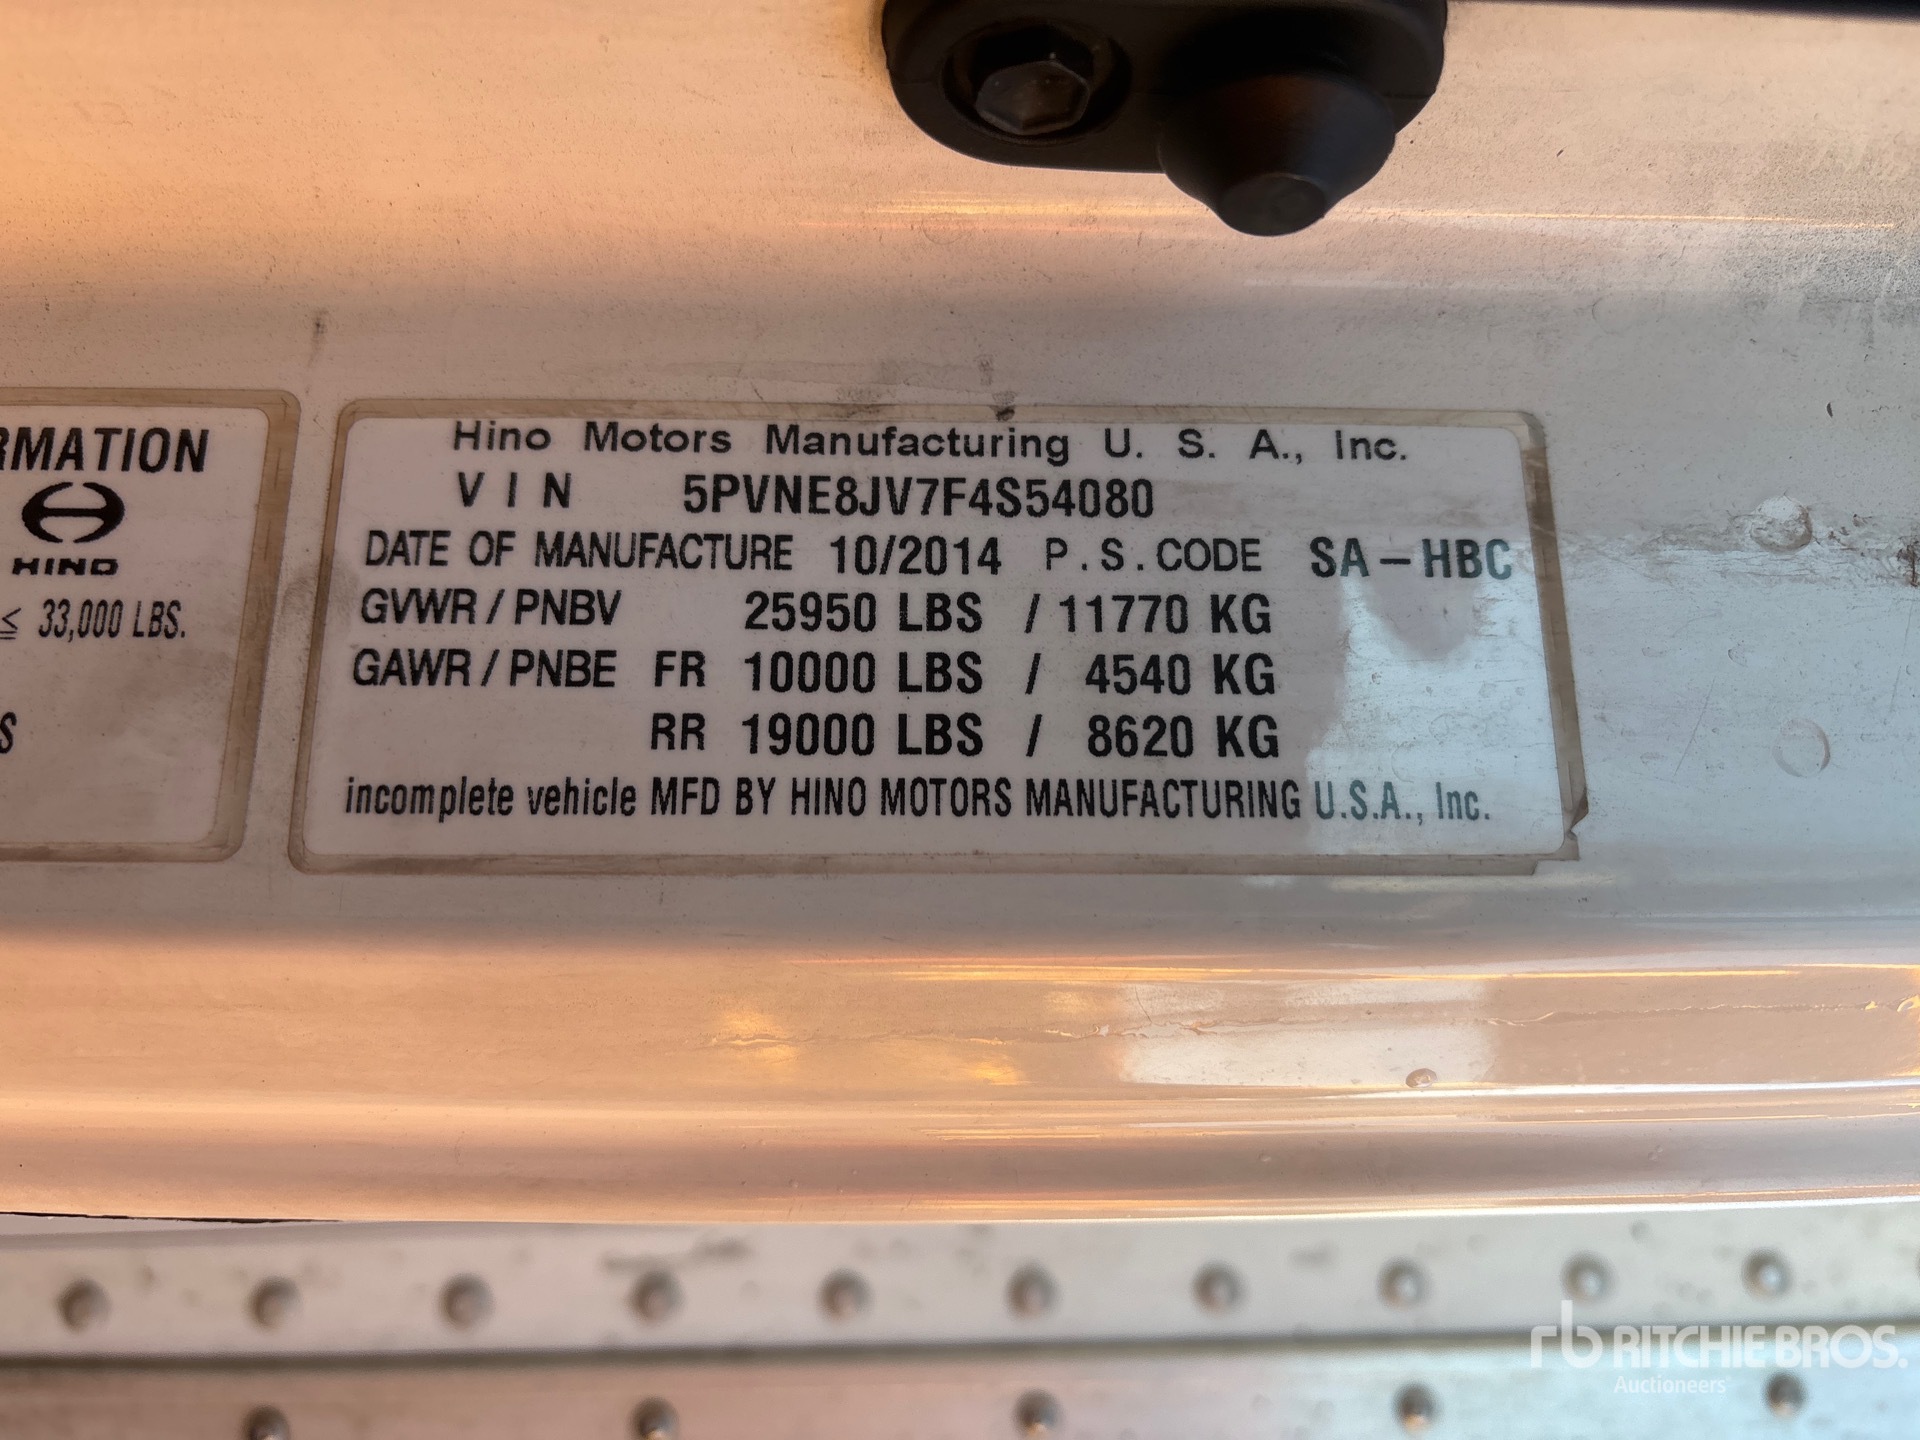 RMATION
HINO
≦ 33,000 LBS.
S
Hino Motors Manufacturing U. S. A., Inc.
V I N 5PVNE8JV7F4S54080
DATE OF MANUFACTURE 10/2014 P.S.CODE SA-HBC
GVWR/PNBV 25950 LBS / 11770 KG
GAWR/PNBE FR 10000 LBS / 4540 KG
RR 19000 LBS / 8620 KG
incomplete vehicle MFD BY HINO MOTORS MANUFACTURING U.S.A., Inc.
rb RITCHIE BROS.
Auctioneers